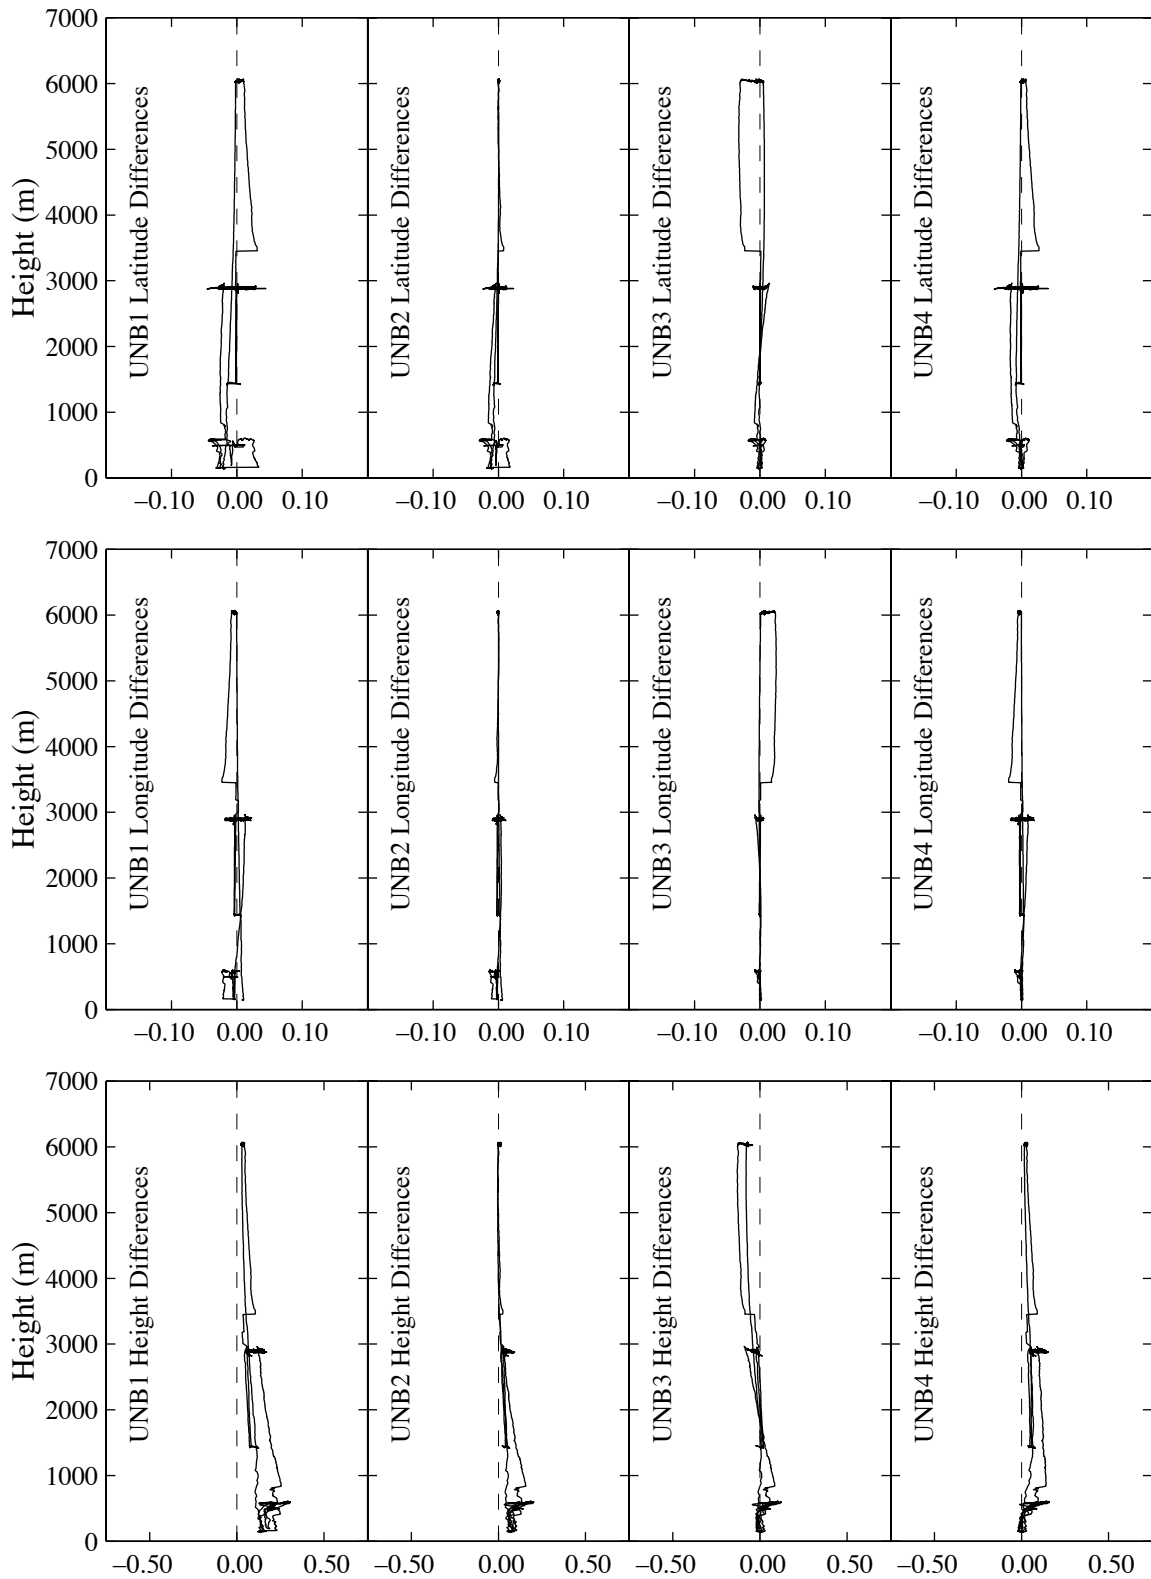 7000
6000
5000
4000
3000
2000
1000
0
Height (m)
UNB1 Latitude Differences
UNB2 Latitude Differences
UNB3 Latitude Differences
UNB4 Latitude Differences
−0.10 0.00 0.10 −0.10 0.00 0.10 −0.10 0.00 0.10 −0.10 0.00 0.10
7000
6000
5000
4000
3000
2000
1000
0
Height (m)
UNB1 Longitude Differences
UNB2 Longitude Differences
UNB3 Longitude Differences
UNB4 Longitude Differences
−0.10 0.00 0.10 −0.10 0.00 0.10 −0.10 0.00 0.10 −0.10 0.00 0.10
7000
6000
5000
4000
3000
2000
1000
0
Height (m)
UNB1 Height Differences
UNB2 Height Differences
UNB3 Height Differences
UNB4 Height Differences
−0.50 0.00 0.50 −0.50 0.00 0.50 −0.50 0.00 0.50 −0.50 0.00 0.50